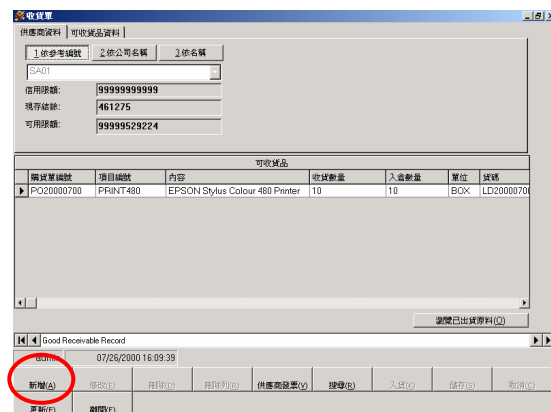 收貨單
供應商資料 可收貨品資料
1.依參考編號 2.依公司名稱 3.依名稱
SA01
信用限額: 99999999999
現存結餘: 461275
可用限額: 99999529224
可收貨品
購貨單編號 項目編號 內容 收貨數量 入倉數量 單位 貨碼
PO20000700 PRINT480 EPSON Stylus Colour 480 Printer 10 10 BOX LD20000700
瀏覽已出貨原料(O)
Good Receivable Record
admin 07/26/2000 16:09:39
新增(A) 修改(E) 刪除(D) 刪除列(R) 供應商發票(V) 搜尋(R) 入貨(K) 儲存(S) 取消(C)
更新(F) 離開(E)